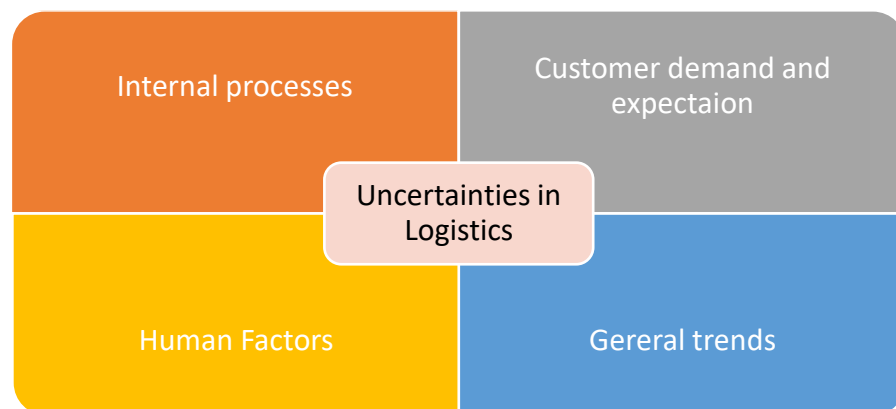 Internal processes
Customer demand and
expectaion
Uncertainties in
Logistics
Human Factors
Gereral trends